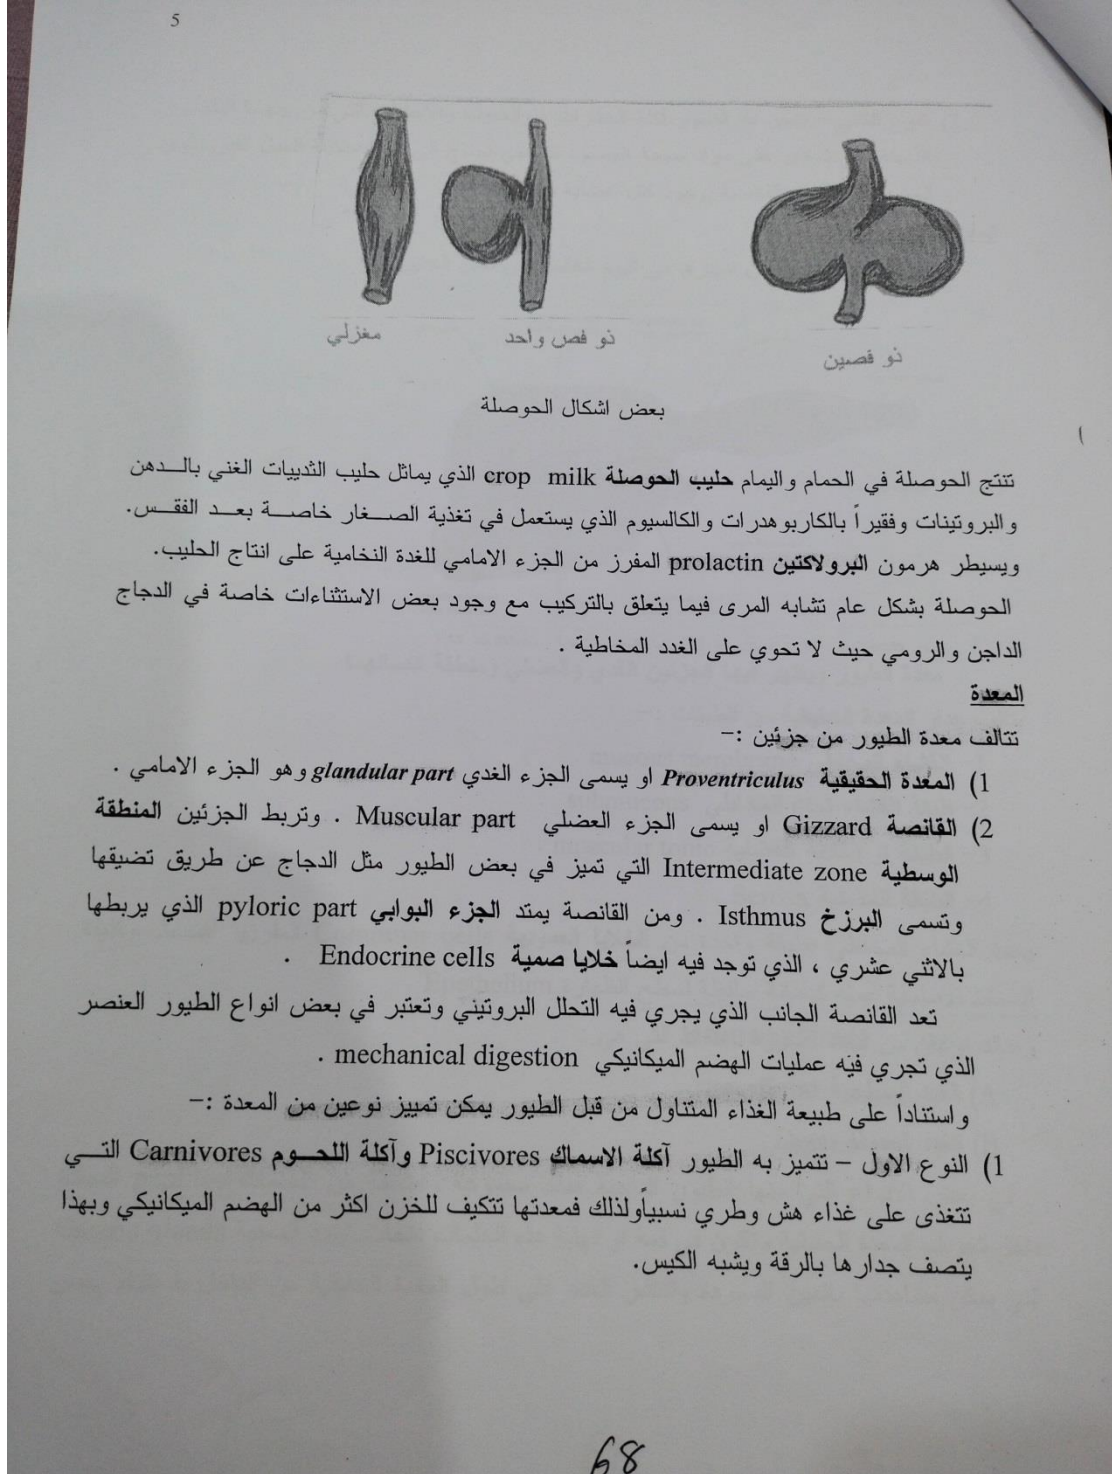 5
مغزلي
ذو فص واحد
ذو فصين
بعض اشكال الحوصلة
تنتج الحوصلة في الحمام واليمام حليب الحوصلة crop milk الذي يماثل حليب الثدييات الغني بالـــدهن
والبروتينات وفقيراً بالكاربوهدرات والكالسيوم الذي يستعمل في تغذية الصــغار خاصــة بعــد الفقــس.
ويسيطر هرمون البرولاكتين prolactin المفرز من الجزء الامامي للغدة النخامية على انتاج الحليب.
الحوصلة بشكل عام تشابه المرى فيما يتعلق بالتركيب مع وجود بعض الاستثناءات خاصة في الدجاج
الداجن والرومي حيث لا تحوي على الغدد المخاطية .
المعدة
تتالف معدة الطيور من جزئين :-
1) المعدة الحقيقية Proventriculus او يسمى الجزء الغدي glandular part وهو الجزء الامامي .
2) القانصة Gizzard او يسمى الجزء العضلي Muscular part . وتربط الجزئين المنطقة
الوسطية Intermediate zone التي تميز في بعض الطيور مثل الدجاج عن طريق تضيقها
وتسمى البرزخ Isthmus . ومن القانصة يمتد الجزء البوابي pyloric part الذي يربطها
بالاثني عشري ، الذي توجد فيه ايضاً خلايا صمية Endocrine cells .
تعد القانصة الجانب الذي يجري فيه التحلل البروتيني وتعتبر في بعض انواع الطيور العنصر
الذي تجري فيه عمليات الهضم الميكانيكي mechanical digestion .
واستناداً على طبيعة الغذاء المتناول من قبل الطيور يمكن تمييز نوعين من المعدة :-
1) النوع الاول – تتميز به الطيور آكلة الاسماك Piscivores وآكلة اللحــوم Carnivores التــي
تتغذى على غذاء هش وطري نسبياًولذلك فمعدتها تتكيف للخزن اكثر من الهضم الميكانيكي وبهذا
يتصف جدارها بالرقة ويشبه الكيس.
68